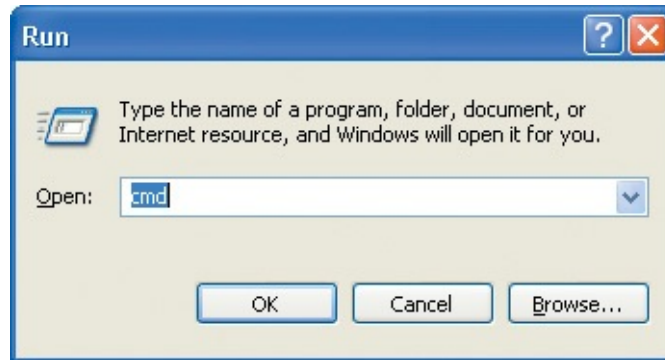 Run
Type the name of a program, folder, document, or
Internet resource, and Windows will open it for you.
Open: cmd
OK Cancel Browse...